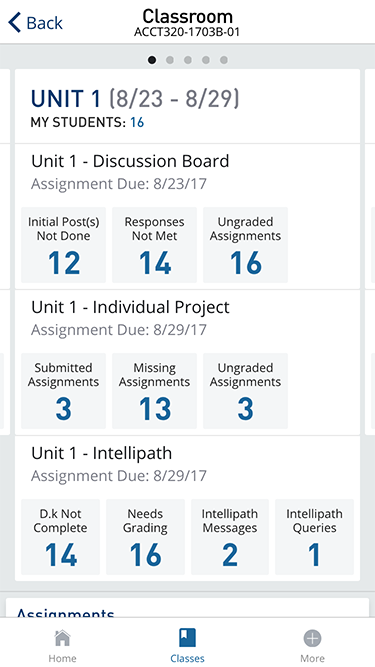 Back
Classroom
ACCT320-1703B-01
UNIT 1 (8/23 - 8/29)
MY STUDENTS: 16
Unit 1 - Discussion Board
Assignment Due: 8/23/17
Initial Post(s)
Not Done
12
Responses
Not Met
14
Ungraded
Assignments
16
Unit 1 - Individual Project
Assignment Due: 8/29/17
Submitted
Assignments
3
Missing
Assignments
13
Ungraded
Assignments
3
Unit 1 - Intellipath
Assignment Due: 8/29/17
D.k Not
Complete
14
Needs
Grading
16
Intellipath
Messages
2
Intellipath
Queries
1
Assignments
Home
Classes
More